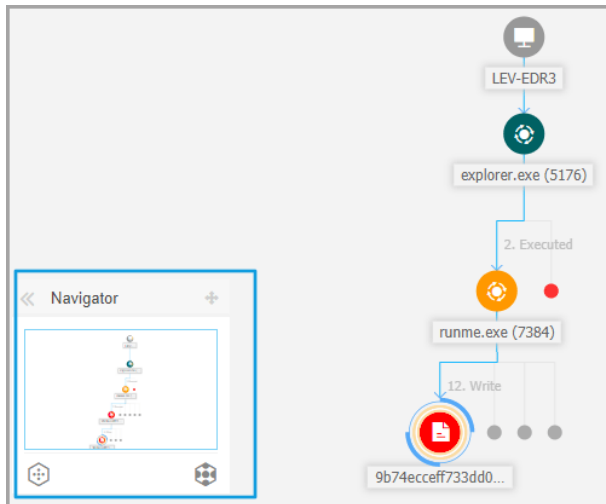 LEV-EDR3
explorer.exe (5176)
2. Executed
Navigator
runme.exe (7384)
12. Write
9b74ecceff733dd0...